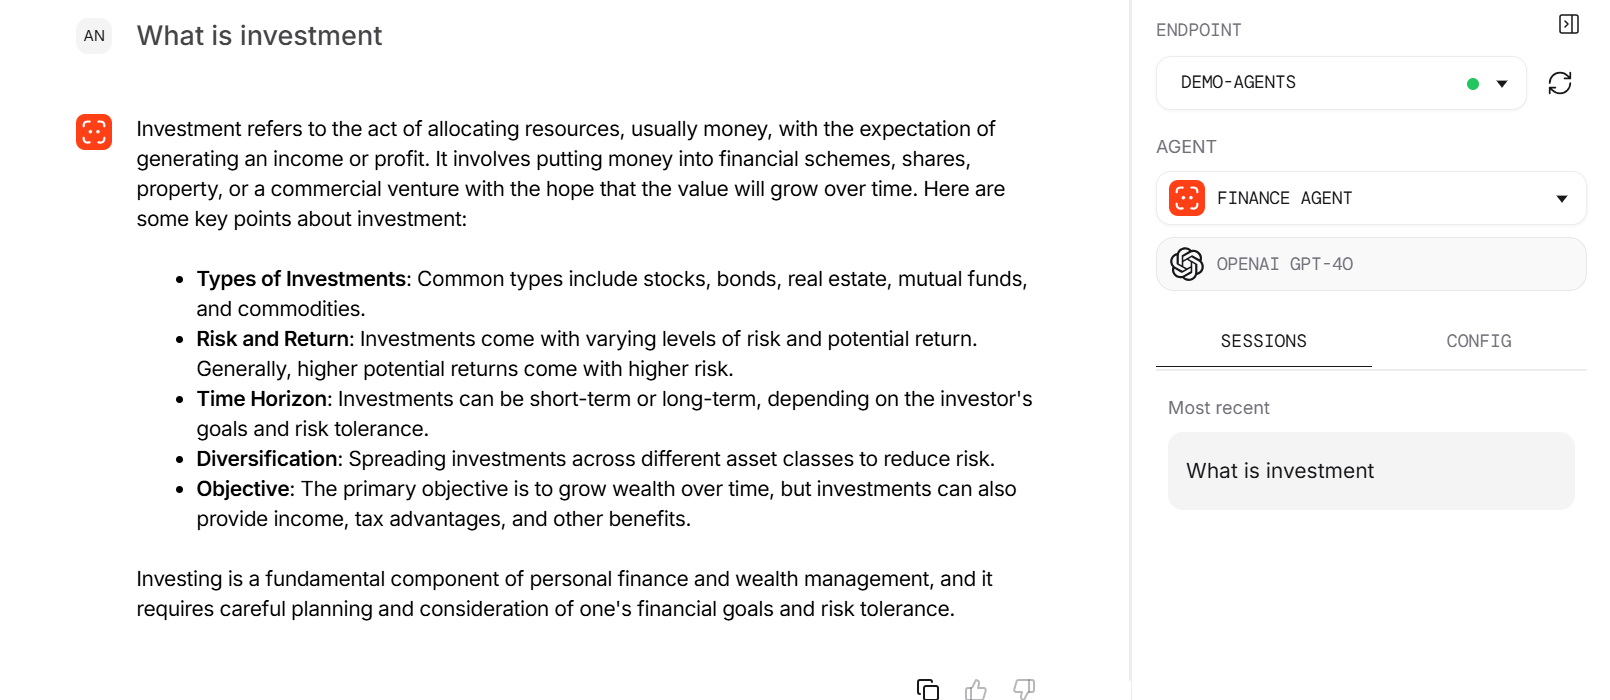 AN
What is investment
Investment refers to the act of allocating resources, usually money, with the expectation of
generating an income or profit. It involves putting money into financial schemes, shares,
property, or a commercial venture with the hope that the value will grow over time. Here are
some key points about investment:
• Types of Investments: Common types include stocks, bonds, real estate, mutual funds,
and commodities.
• Risk and Return: Investments come with varying levels of risk and potential return.
Generally, higher potential returns come with higher risk.
• Time Horizon: Investments can be short-term or long-term, depending on the investor's
goals and risk tolerance.
• Diversification: Spreading investments across different asset classes to reduce risk.
• Objective: The primary objective is to grow wealth over time, but investments can also
provide income, tax advantages, and other benefits.
Investing is a fundamental component of personal finance and wealth management, and it
requires careful planning and consideration of one's financial goals and risk tolerance.
ENDPOINT
DEMO-AGENTS
AGENT
FINANCE AGENT
OPENAI GPT-4O
SESSIONS
CONFIG
Most recent
What is investment